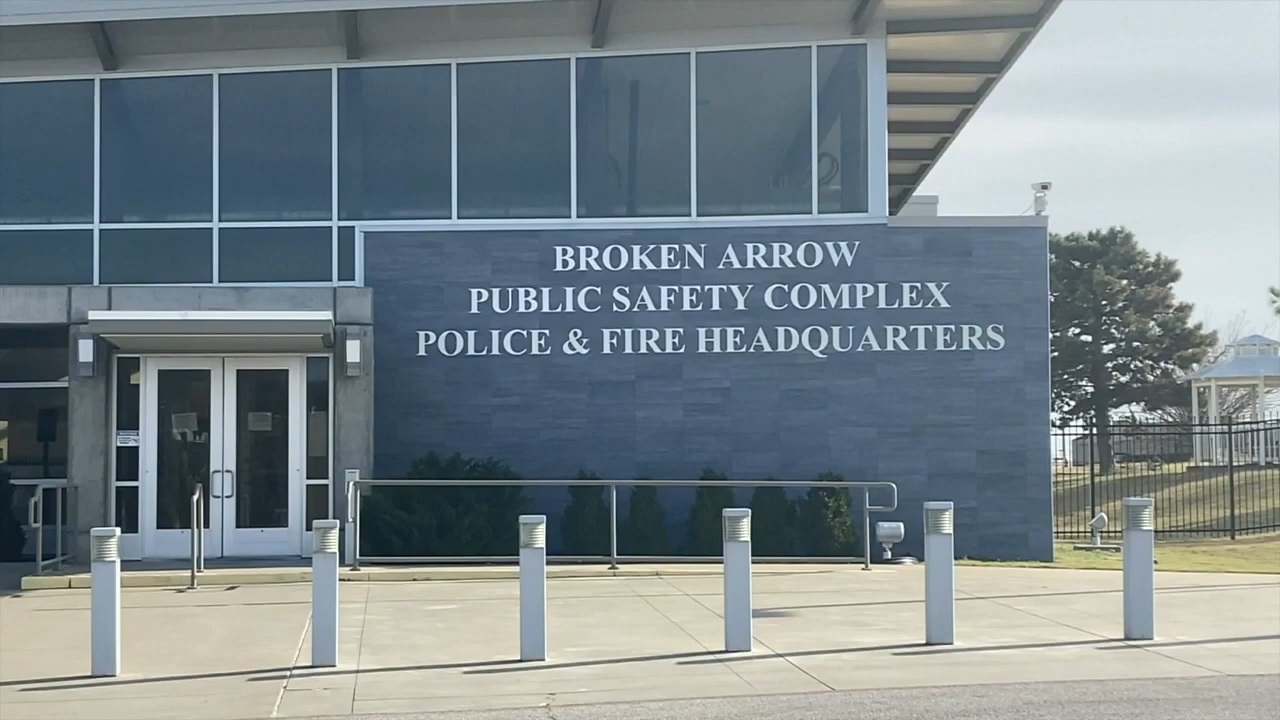 BROKEN ARROW
PUBLIC SAFETY COMPLEX
POLICE & FIRE HEADQUARTERS